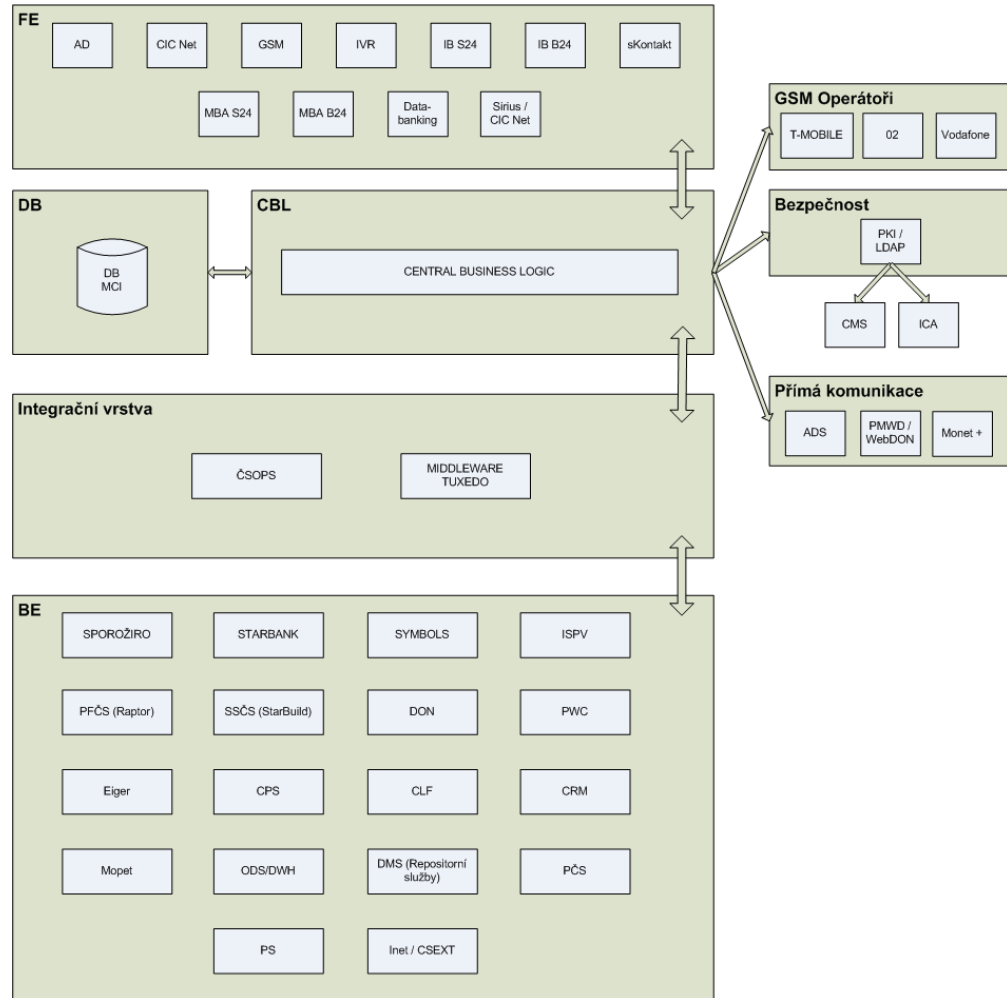 FE
AD
CIC Net
GSM
IVR
IB S24
IB B24
sKontakt
MBA S24
MBA B24
Data-
banking
Sirius /
CIC Net
GSM Operátoři
T-MOBILE
02
Vodafone
DB
DB
MCI
CBL
CENTRAL BUSINESS LOGIC
Bezpečnost
PKI /
LDAP
CMS
ICA
Integrační vrstva
ČSOPS
MIDDLEWARE
TUXEDO
Přímá komunikace
ADS
PMWD /
WebDON
Monet +
BE
SPOROŽIRO
STARBANK
SYMBOLS
ISPV
PFČS (Raptor)
SSČS (StarBuild)
DON
PWC
Eiger
CPS
CLF
CRM
Mopet
ODS/DWH
DMS (Repositorní
služby)
PČS
PS
Inet / CSEXT